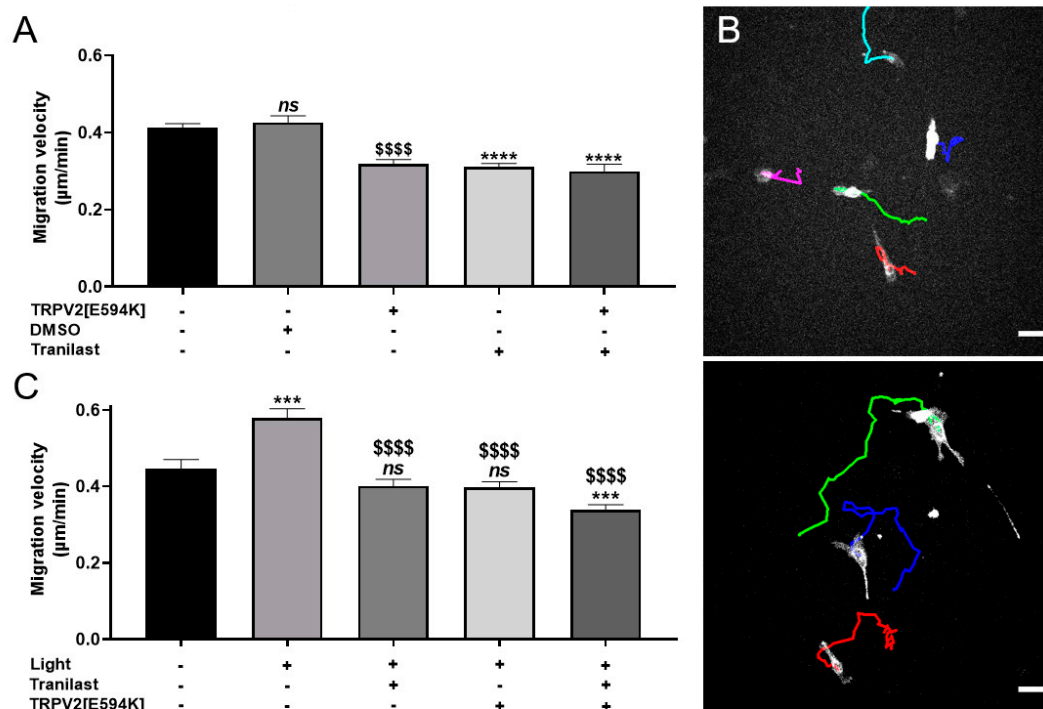 A
B
0.6
0.4
0.2
0.0
Migration velocity
(µm/min)
ns
$$$$
****
****
TRPV2[E594K] - - + - +
DMSO - + - - -
Tranilast - - - + +
C
0.6
0.4
0.2
0.0
Migration velocity
(µm/min)
***
$$$$
ns
$$$$
ns
$$$$
***
Light - + + + +
Tranilast - - + - +
TRPV2[E594K] - - - + +